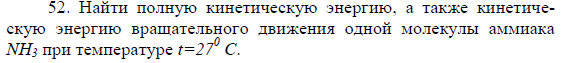 52. Найти полную кинетическую энергию, а также кинетиче-
скую энергию вращательного движения одной молекулы аммиака
NH3 при температуре t=27⁰ C.